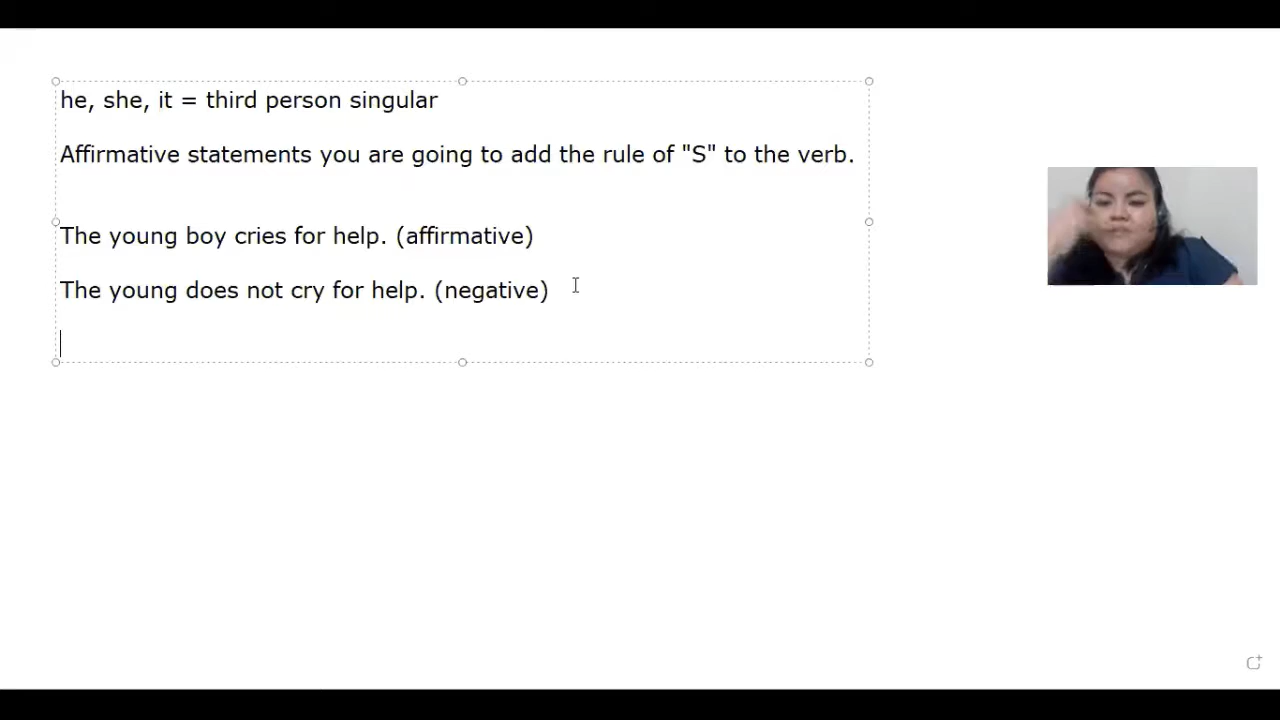 he, she, it = third person singular
Affirmative statements you are going to add the rule of "S" to the verb.
The young boy cries for help. (affirmative)
The young does not cry for help. (negative)